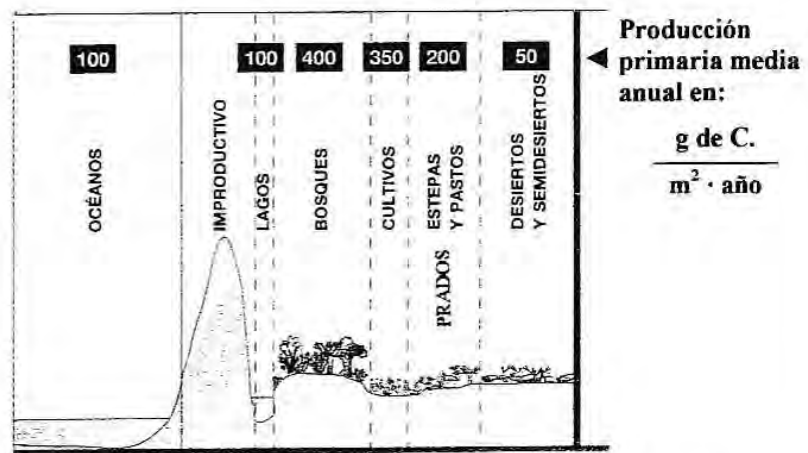 100
100
400
350
200
50
OCÉANOS
IMPRODUCTIVO
LAGOS
BOSQUES
CULTIVOS
ESTEPAS
Y PASTOS
PRADOS
DESIERTOS
Y SEMIDESIERTOS
Producción
primaria media
anual en:
g de C.
m² · año